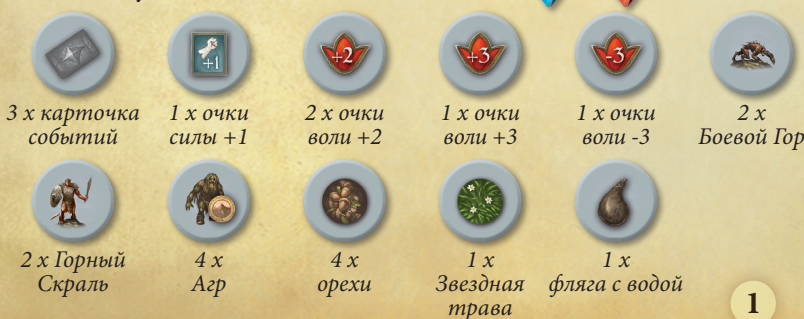 +1
+2
+3
-3
3 x карточка
событий
1 x очки
силы +1
2 x очки
воли +2
1 x очки
воли +3
1 x очки
воли -3
2 x
Боевой Гор
2 x Горный
Скраль
4 x
Агр
4 x
орехи
1 x
Звездная
трава
1 x
фляга с водой
1